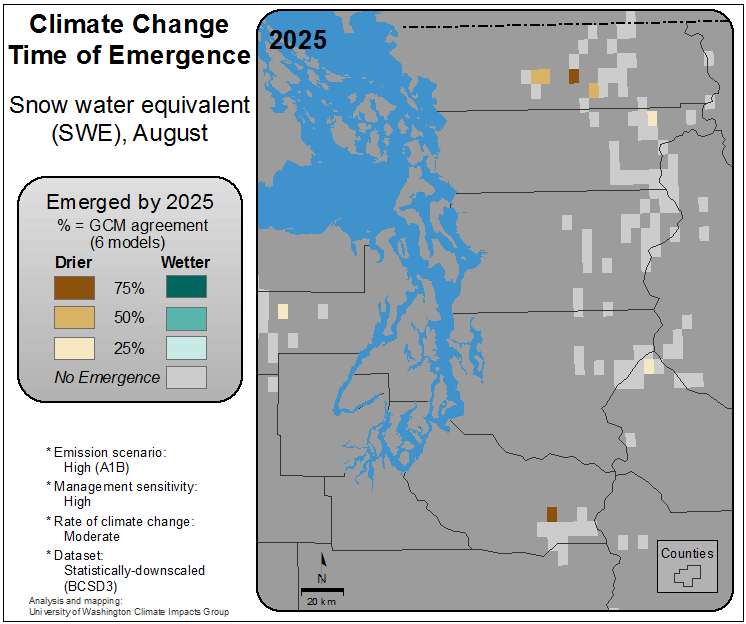 Climate Change
Time of Emergence
Snow water equivalent
(SWE), August
Emerged by 2025
% = GCM agreement
(6 models)
Drier Wetter
75%
50%
25%
No Emergence
* Emission scenario:
High (A1B)
* Management sensitivity:
High
* Rate of climate change:
Moderate
* Dataset:
Statistically-downscaled
(BCSD3)
Analysis and mapping:
University of Washington Climate Impacts Group
2025
N
20 km
Counties